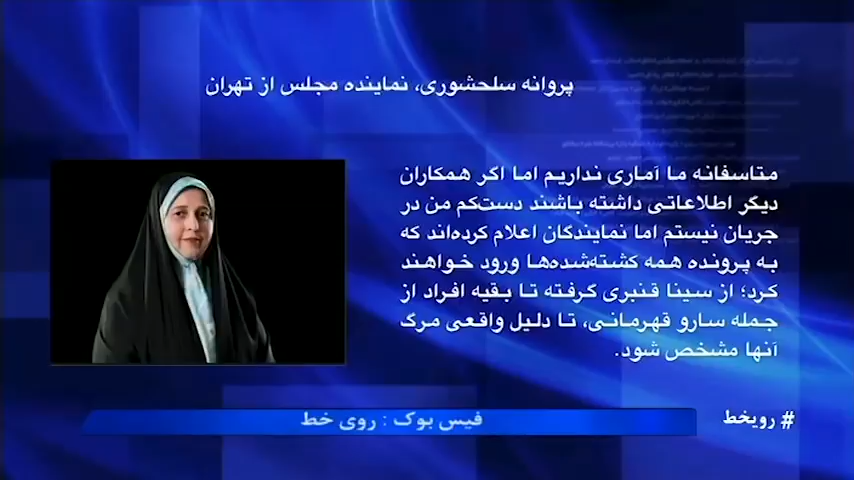 پروانه سلحشوری، نماینده مجلس از تهران
متاسفانه ما آماری نداریم اما اگر همکاران
دیگر اطلاعاتی داشته باشند دست‌کم من در
جریان نیستم اما نمایندگان اعلام کرده‌اند که
به پرونده همه کشته‌شده‌ها ورود خواهند
کرد؛ از سینا قنبری گرفته تا بقیه افراد از
جمله سارو قهرمانی، تا دلیل واقعی مرگ
آنها مشخص شود.
# رویخط
فیس بوک : روی خط